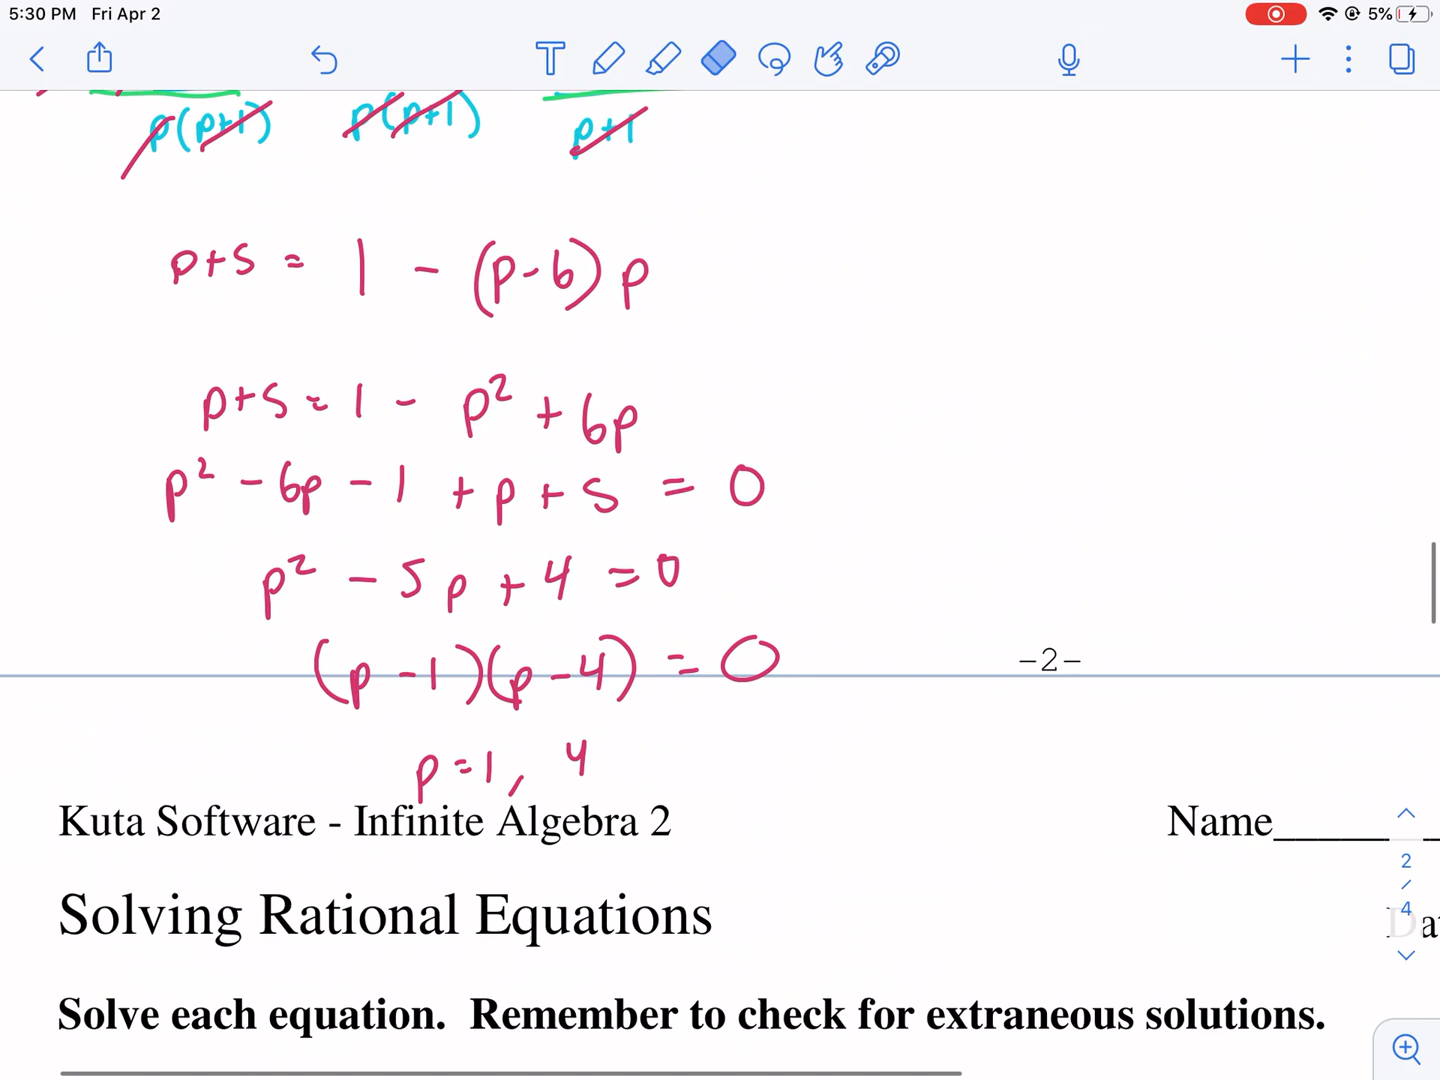 5:30 PM Fri Apr 2
5%
T
p(p+1) p(p+1) p+1
p+5 = 1 - (p-6) p
p+5 = 1 - p² + 6p
p² - 6p - 1 + p + 5 = 0
p² - 5p + 4 = 0
(p-1)(p-4) = 0
-2-
p = 1, 4
Kuta Software - Infinite Algebra 2 Name
2
/
4
Solving Rational Equations Dat
Solve each equation. Remember to check for extraneous solutions.